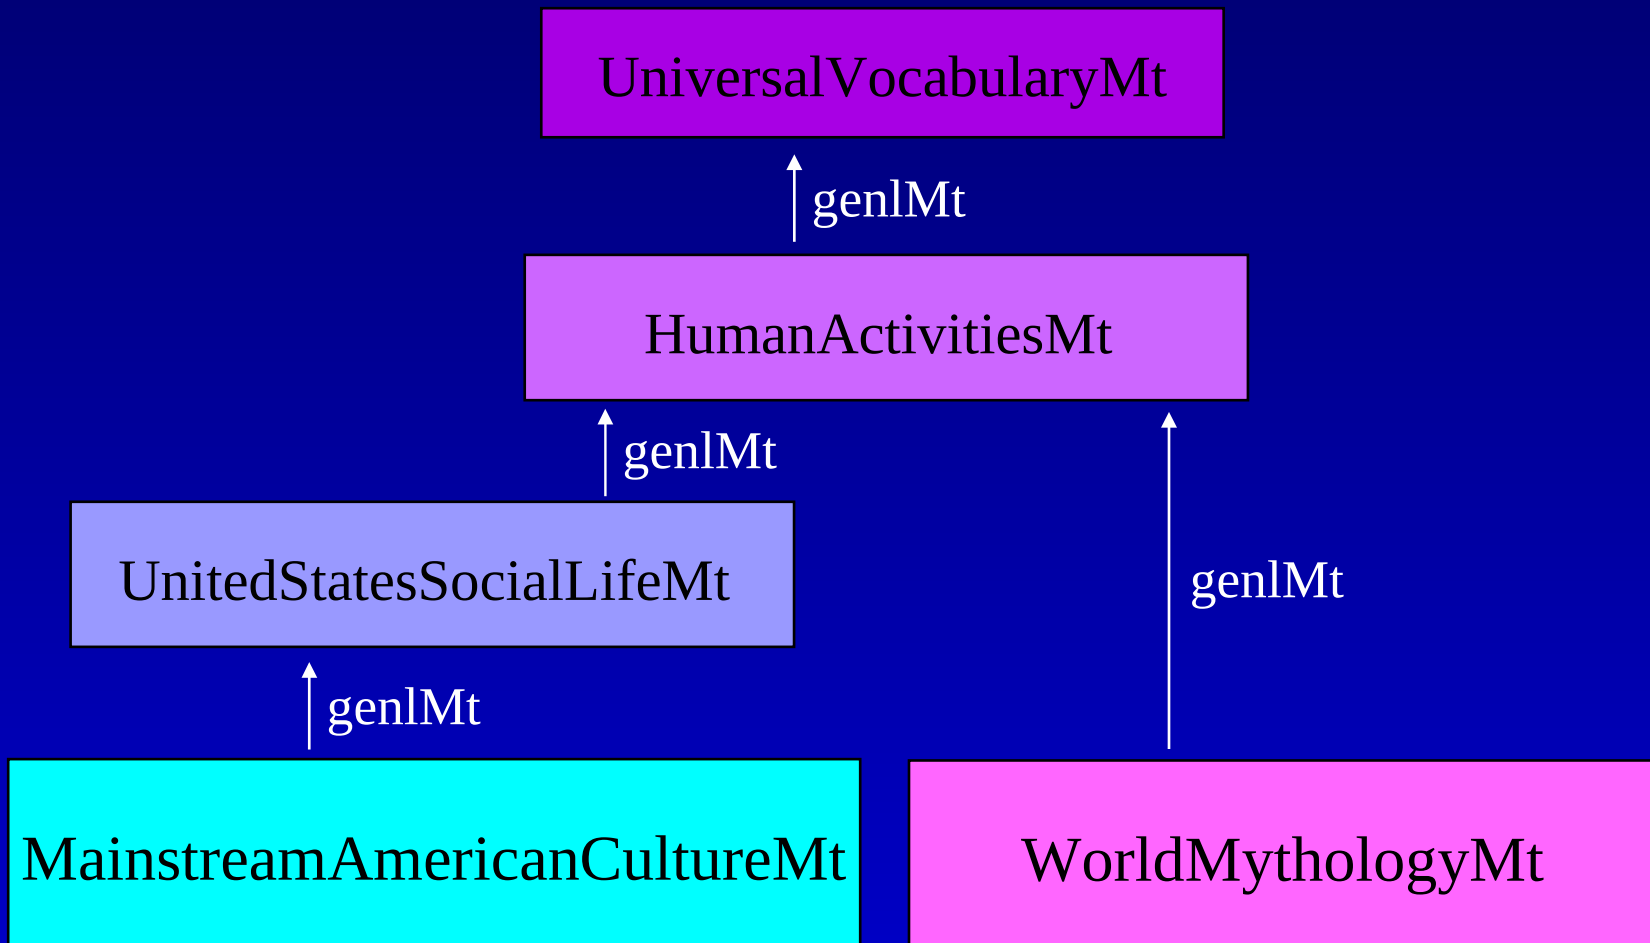 UniversalVocabularyMt
genlMt
HumanActivitiesMt
genlMt
UnitedStatesSocialLifeMt
genlMt
genlMt
MainstreamAmericanCultureMt
WorldMythologyMt